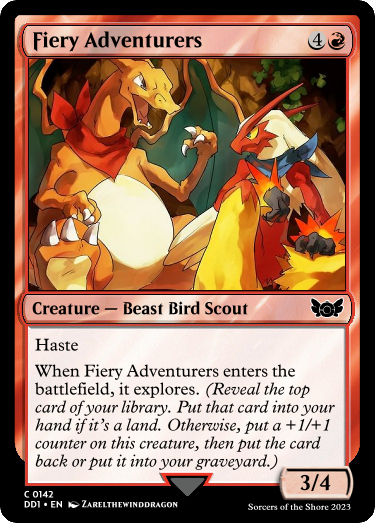 Fiery Adventurers 4
Creature — Beast Bird Scout
Haste
When Fiery Adventurers enters the
battlefield, it explores. (Reveal the top
card of your library. Put that card into your
hand if it's a land. Otherwise, put a +1/+1
counter on this creature, then put the card
back or put it into your graveyard.)
3/4
C 0142
DD1 • EN ZARELTHEWINDDRAGON
Sorcers of the Shore 2023